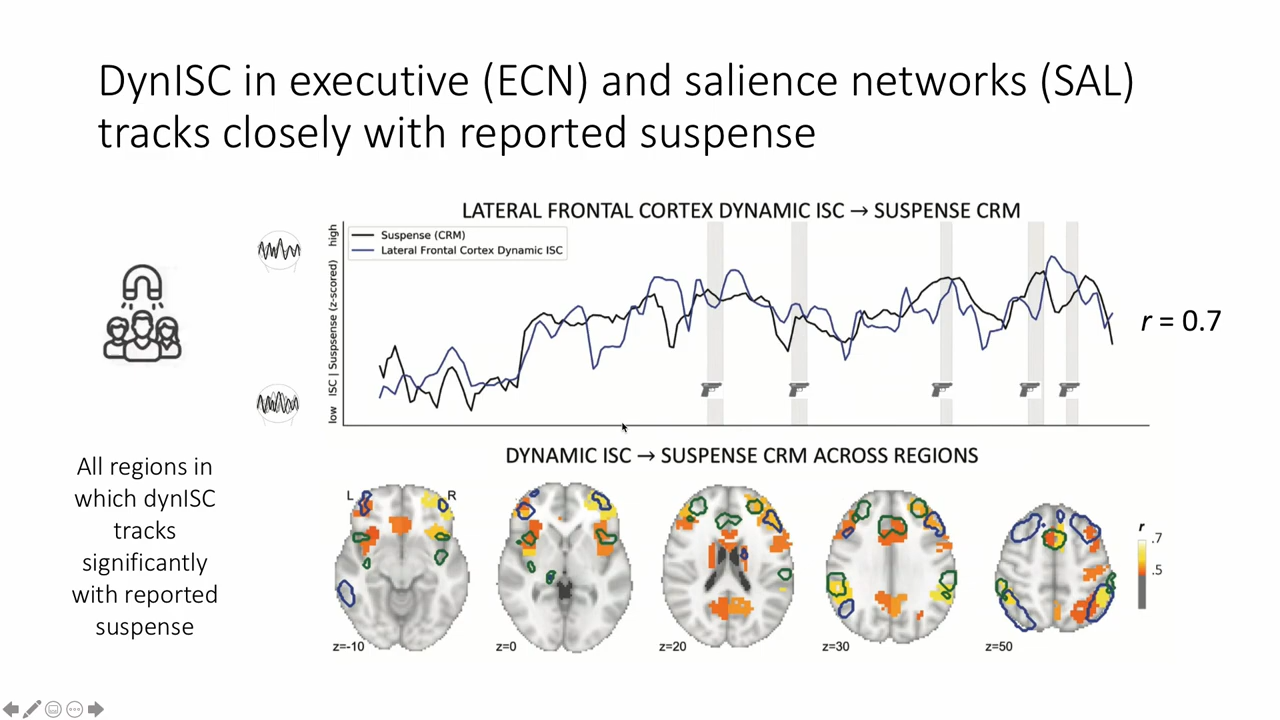 DynISC in executive (ECN) and salience networks (SAL)
tracks closely with reported suspense
LATERAL FRONTAL CORTEX DYNAMIC ISC → SUSPENSE CRM
high
ISC | Suspsense (z-scored)
low
Suspense (CRM)
Lateral Frontal Cortex Dynamic ISC
r = 0.7
All regions in
which dynISC
tracks
significantly
with reported
suspense
DYNAMIC ISC → SUSPENSE CRM ACROSS REGIONS
L
R
z=-10
z=0
z=20
z=30
z=50
r
.7
.5